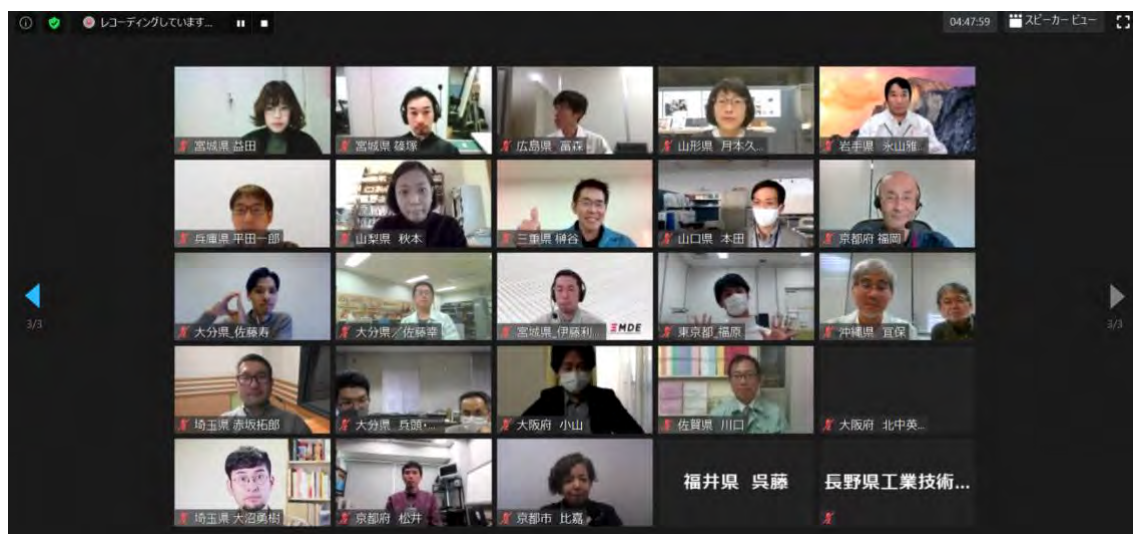 レコーディングしています...
04:47:59
スピーカー ビュー
宮城県 益田
宮城県 篠塚
広島県 富森
山形県 月本久...
岩手県 氷山雅
兵庫県 平田一郎
山梨県 秋本
三重県 榊谷
山口県 本田
京都府 福岡
3/3
大分県_佐藤寿
大分県／佐藤幸
宮城県_伊藤利...
MDE
東京都_福原
沖縄県 宜保
3/3
埼玉県 赤坂拓郎
大分県 兵頭・...
大阪府 小山
佐賀県 川口
大阪府 北中英...
埼玉県 大沼勇樹
京都府 松井
京都市 比嘉
福井県 呉藤
長野県工業技術...